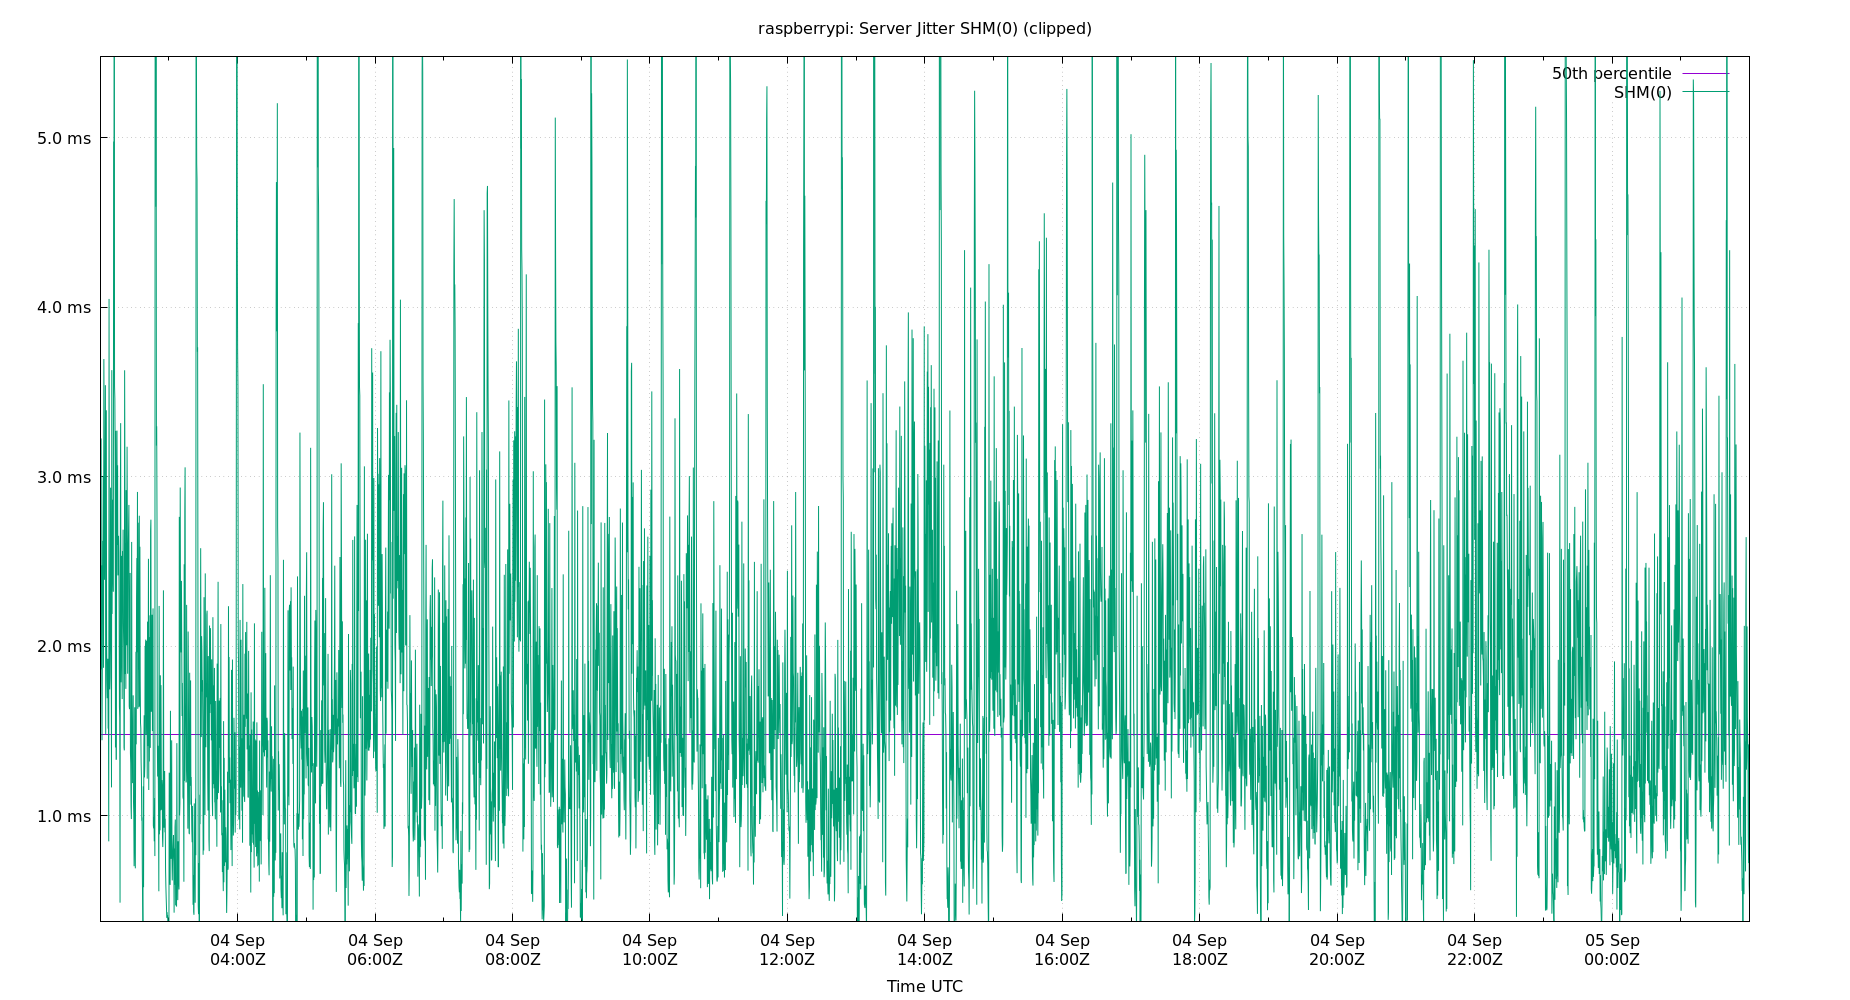 raspberrypi: Server Jitter SHM(0) (clipped)
50th percentile
SHM(0)
5.0 ms
4.0 ms
3.0 ms
2.0 ms
1.0 ms
04 Sep 04 Sep 04 Sep 04 Sep 04 Sep 04 Sep 04 Sep 04 Sep 04 Sep 04 Sep 05 Sep
04:00Z 06:00Z 08:00Z 10:00Z 12:00Z 14:00Z 16:00Z 18:00Z 20:00Z 22:00Z 00:00Z
Time UTC